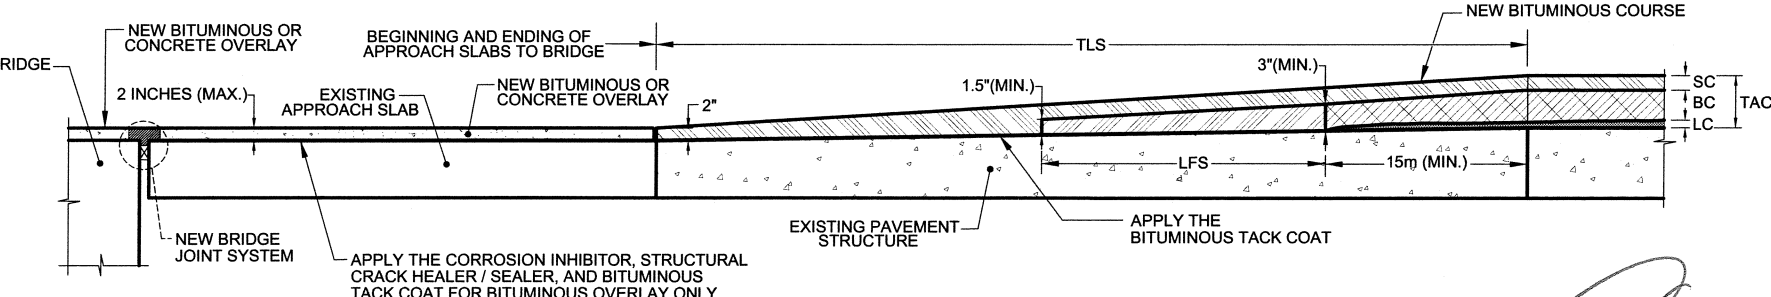 NEW BITUMINOUS OR
CONCRETE OVERLAY
BEGINNING AND ENDING OF
APPROACH SLABS TO BRIDGE
TLS
NEW BITUMINOUS COURSE
RIDGE
2 INCHES (MAX.)
EXISTING
APPROACH SLAB
NEW BITUMINOUS OR
CONCRETE OVERLAY
2"
1.5"(MIN.)
3"(MIN.)
SC
BC
LC
TAC
LFS
15m (MIN.)
NEW BRIDGE
JOINT SYSTEM
EXISTING PAVEMENT
STRUCTURE
APPLY THE
BITUMINOUS TACK COAT
APPLY THE CORROSION INHIBITOR, STRUCTURAL
CRACK HEALER / SEALER, AND BITUMINOUS
TACK COAT FOR BITUMINOUS OVERLAY ONLY